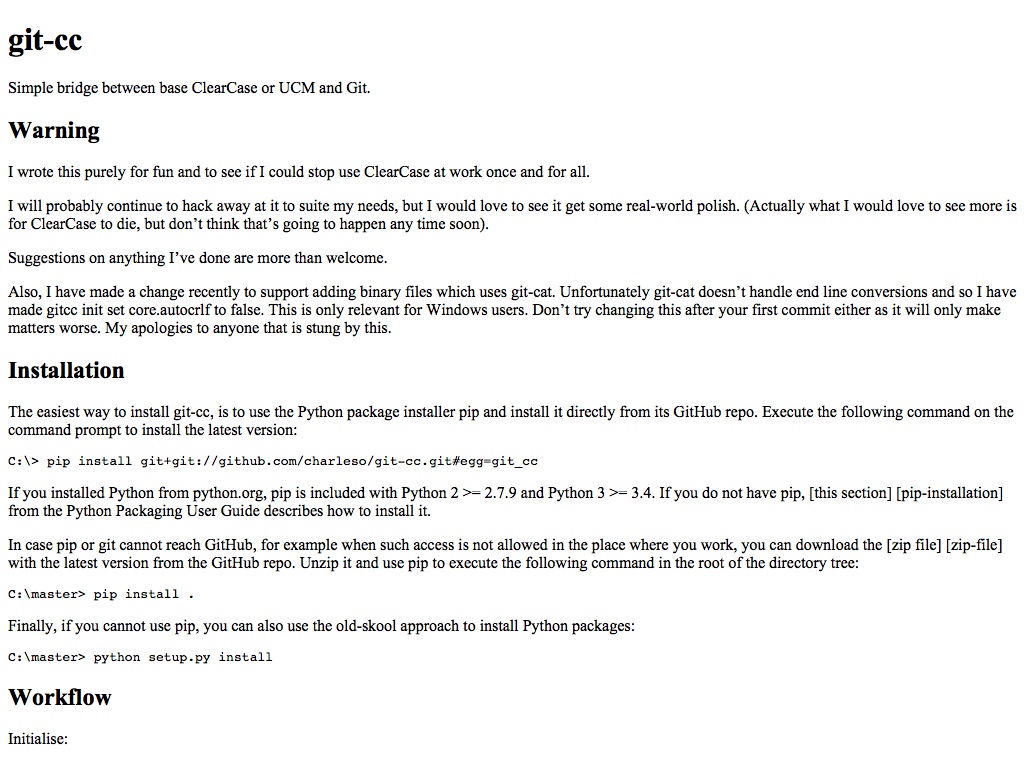 git-cc
Simple bridge between base ClearCase or UCM and Git.
Warning
I wrote this purely for fun and to see if I could stop use ClearCase at work once and for all.
I will probably continue to hack away at it to suite my needs, but I would love to see it get some real-world polish. (Actually what I would love to see more is
for ClearCase to die, but don’t think that’s going to happen any time soon).
Suggestions on anything I’ve done are more than welcome.
Also, I have made a change recently to support adding binary files which uses git-cat. Unfortunately git-cat doesn’t handle end line conversions and so I have
made gitcc init set core.autocrlf to false. This is only relevant for Windows users. Don’t try changing this after your first commit either as it will only make
matters worse. My apologies to anyone that is stung by this.
Installation
The easiest way to install git-cc, is to use the Python package installer pip and install it directly from its GitHub repo. Execute the following command on the
command prompt to install the latest version:
C:\> pip install git+git://github.com/charleso/git-cc.git#egg=git_cc
If you installed Python from python.org, pip is included with Python 2 >= 2.7.9 and Python 3 >= 3.4. If you do not have pip, [this section] [pip-installation]
from the Python Packaging User Guide describes how to install it.
In case pip or git cannot reach GitHub, for example when such access is not allowed in the place where you work, you can download the [zip file] [zip-file]
with the latest version from the GitHub repo. Unzip it and use pip to execute the following command in the root of the directory tree:
C:\master> pip install .
Finally, if you cannot use pip, you can also use the old-skool approach to install Python packages:
C:\master> python setup.py install
Workflow
Initialise: